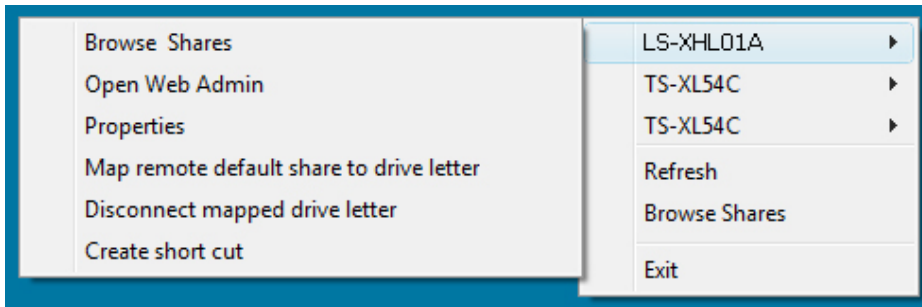 Browse  Shares
Open Web Admin
Properties
Map remote default share to drive letter
Disconnect mapped drive letter
Create short cut
LS-XHL01A
TS-XL54C
TS-XL54C
Refresh
Browse Shares
Exit